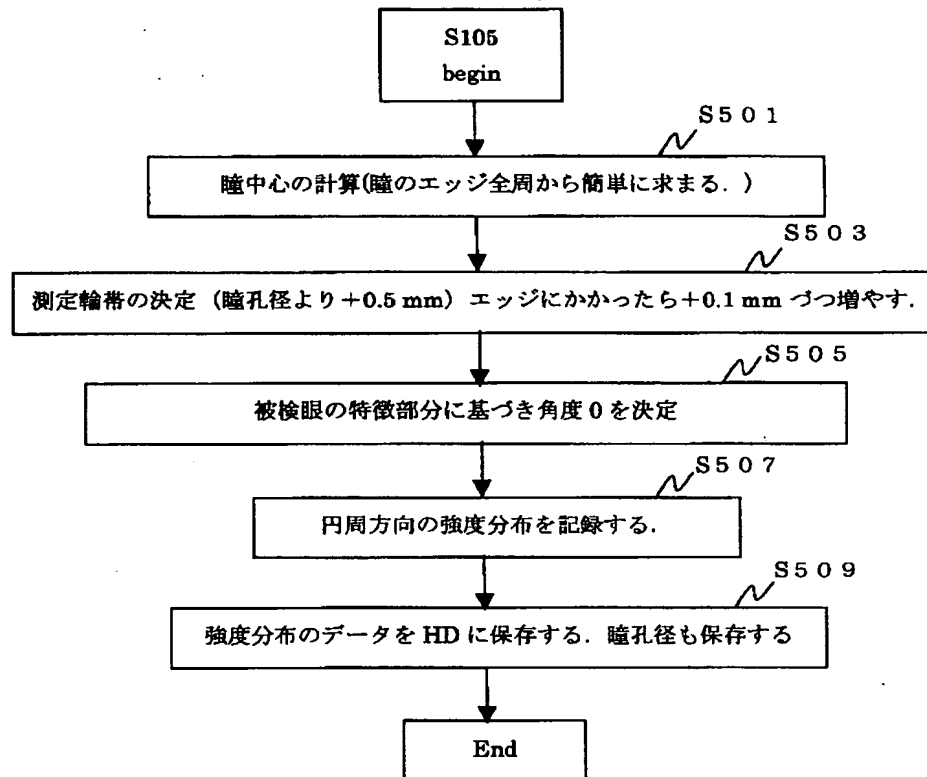 S105
begin
S501
瞳中心の計算(瞳のエッジ全周から簡単に求まる. )
S503
測定輪帯の決定 (瞳孔径より+0.5 mm) エッジにかかったら+0.1 mm づつ増やす.
S505
被検眼の特徴部分に基づき角度 0 を決定
S507
円周方向の強度分布を記録する.
S509
強度分布のデータを HD に保存する. 瞳孔径も保存する
End